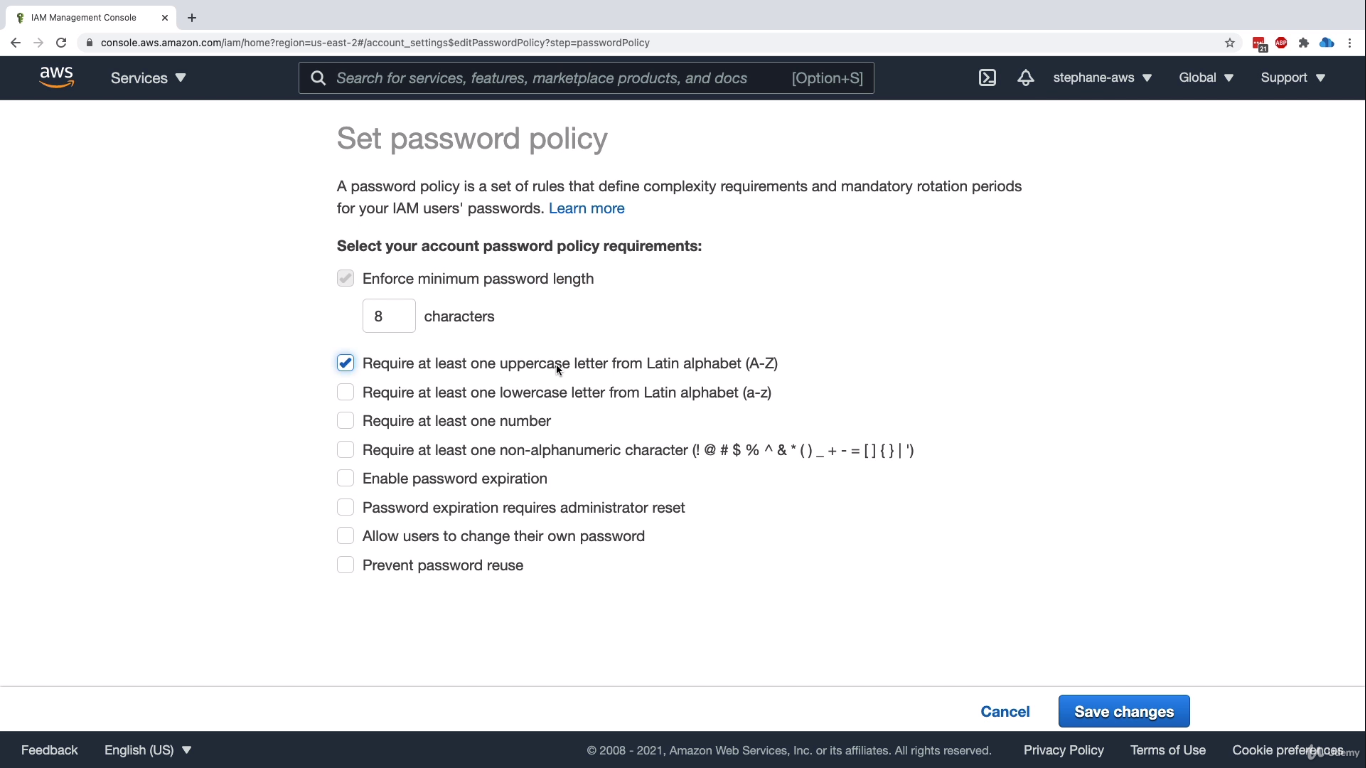 IAM Management Console
console.aws.amazon.com/iam/home?region=us-east-2#/account_settings$editPasswordPolicy?step=passwordPolicy
21
ABP
aws
Services
Search for services, features, marketplace products, and docs
[Option+S]
stephane-aws
Global
Support
Set password policy
A password policy is a set of rules that define complexity requirements and mandatory rotation periods
for your IAM users' passwords. Learn more
Select your account password policy requirements:
Enforce minimum password length
8 characters
Require at least one uppercase letter from Latin alphabet (A-Z)
Require at least one lowercase letter from Latin alphabet (a-z)
Require at least one number
Require at least one non-alphanumeric character (! @ # $ % ^ & * ( ) _ + - = [ ] { } | ')
Enable password expiration
Password expiration requires administrator reset
Allow users to change their own password
Prevent password reuse
Cancel
Save changes
Feedback
English (US)
© 2008 - 2021, Amazon Web Services, Inc. or its affiliates. All rights reserved.
Privacy Policy
Terms of Use
Cookie preferences
Udemy